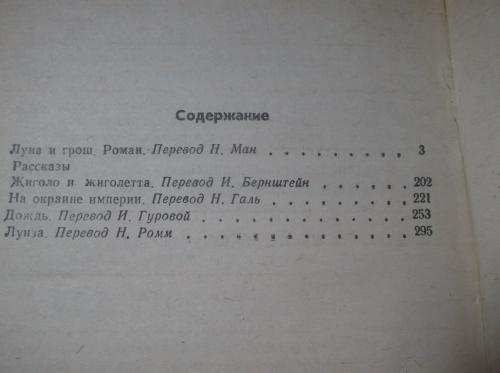 Содержание
Луна и грош. Роман. Перевод Н. Ман . . . . . . . . . . 3
Рассказы
Жиголо и жиголетта. Перевод И. Бернштейн . . . . . . . 202
На окраине империи. Перевод Н. Галь . . . . . . . . . . 221
Дождь. Перевод И. Гуровой . . . . . . . . . . . . . 253
Луиза. Перевод Н. Ромм . . . . . . . . . . . . . . 295